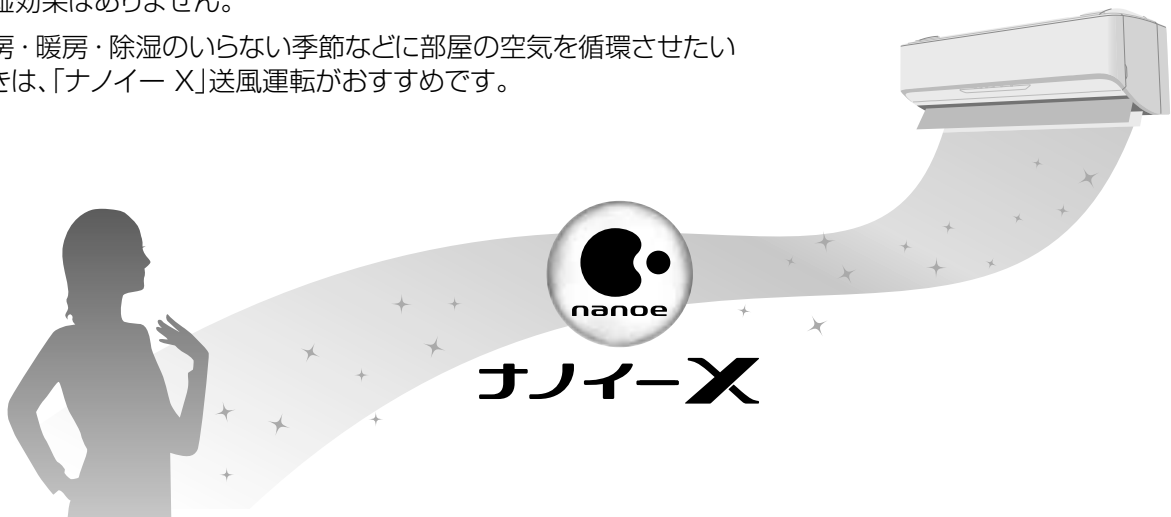 湿効果はありません。
房・暖房・除湿のいらない季節などに部屋の空気を循環させたい
きは、「ナノイー X」送風運転がおすすめです。
nanoe
ナノイーX